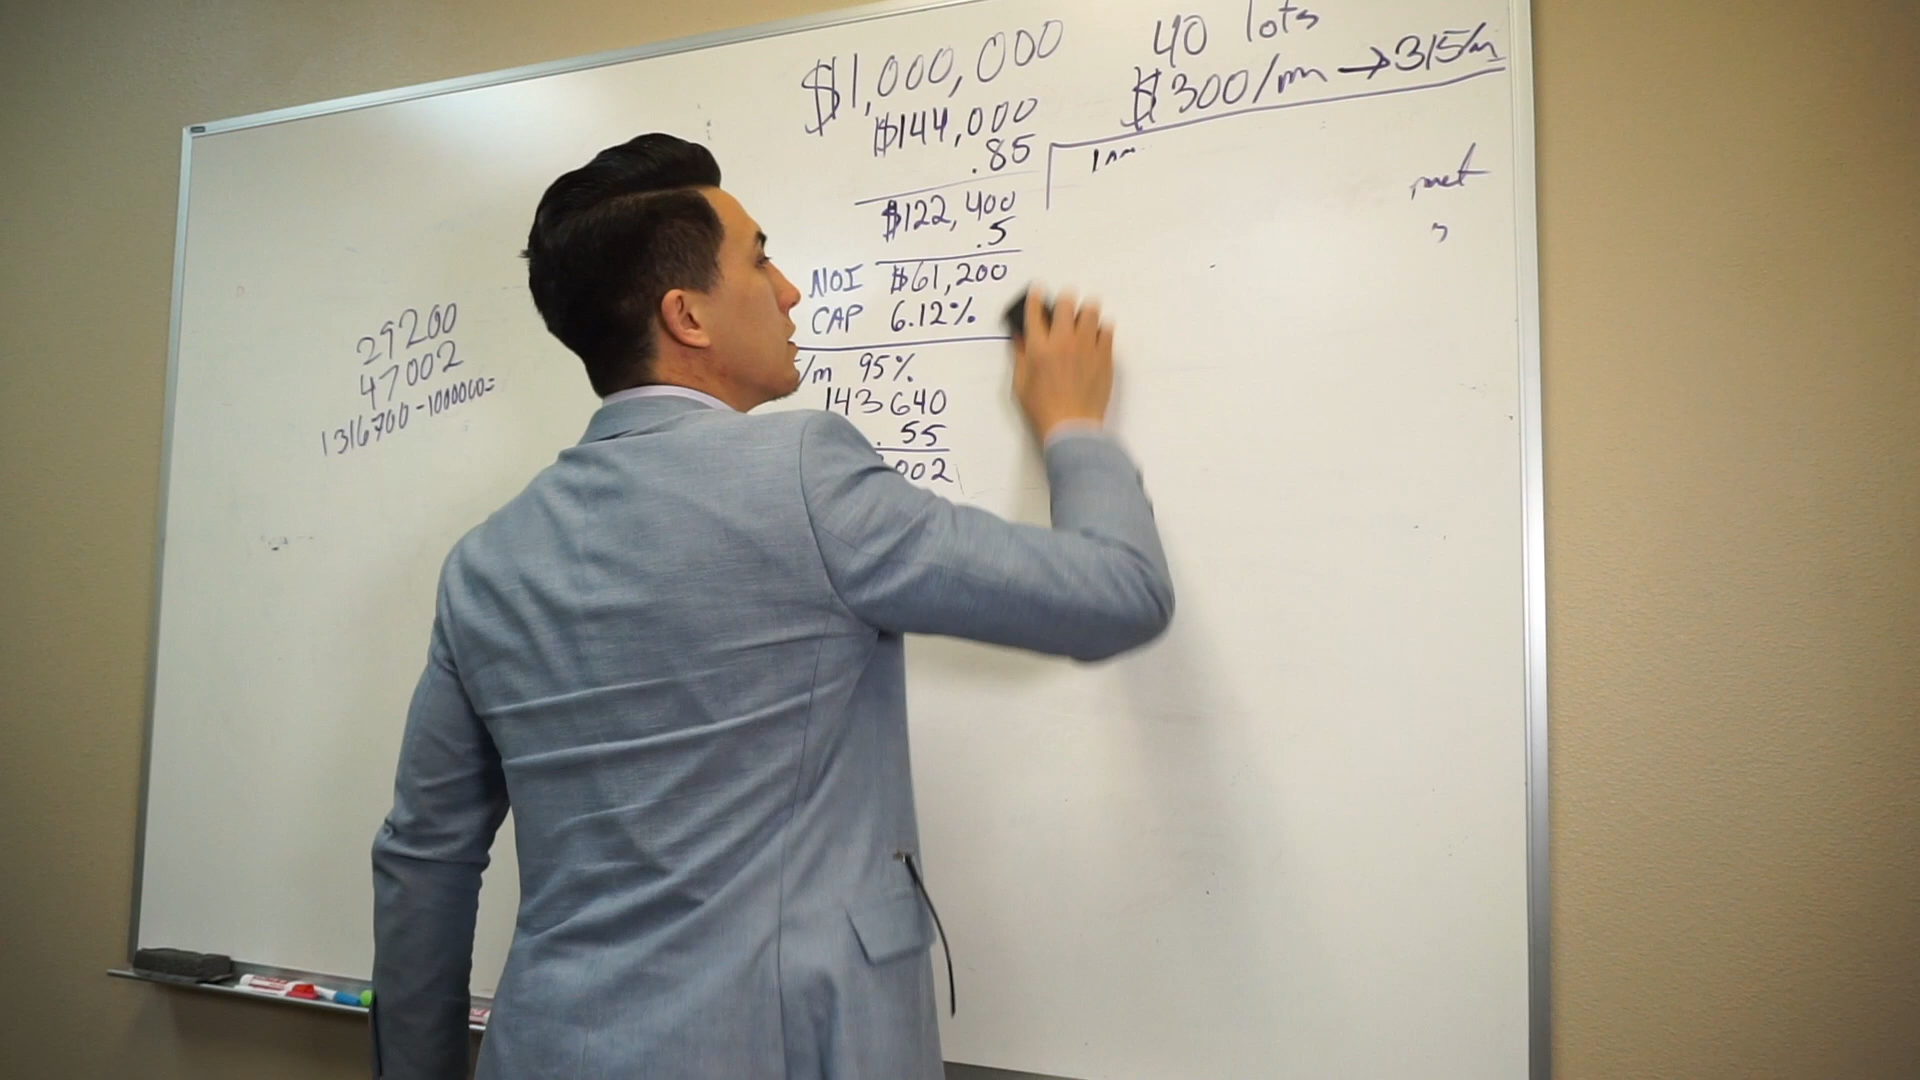 $1,000,000
$144,000
.85
$122,400
.5
NOI $61,200
CAP 6.12%
/m 95%
143640
.55
002
40 lots
$300/m → 315/m
29200
47002
1316700-1000000=